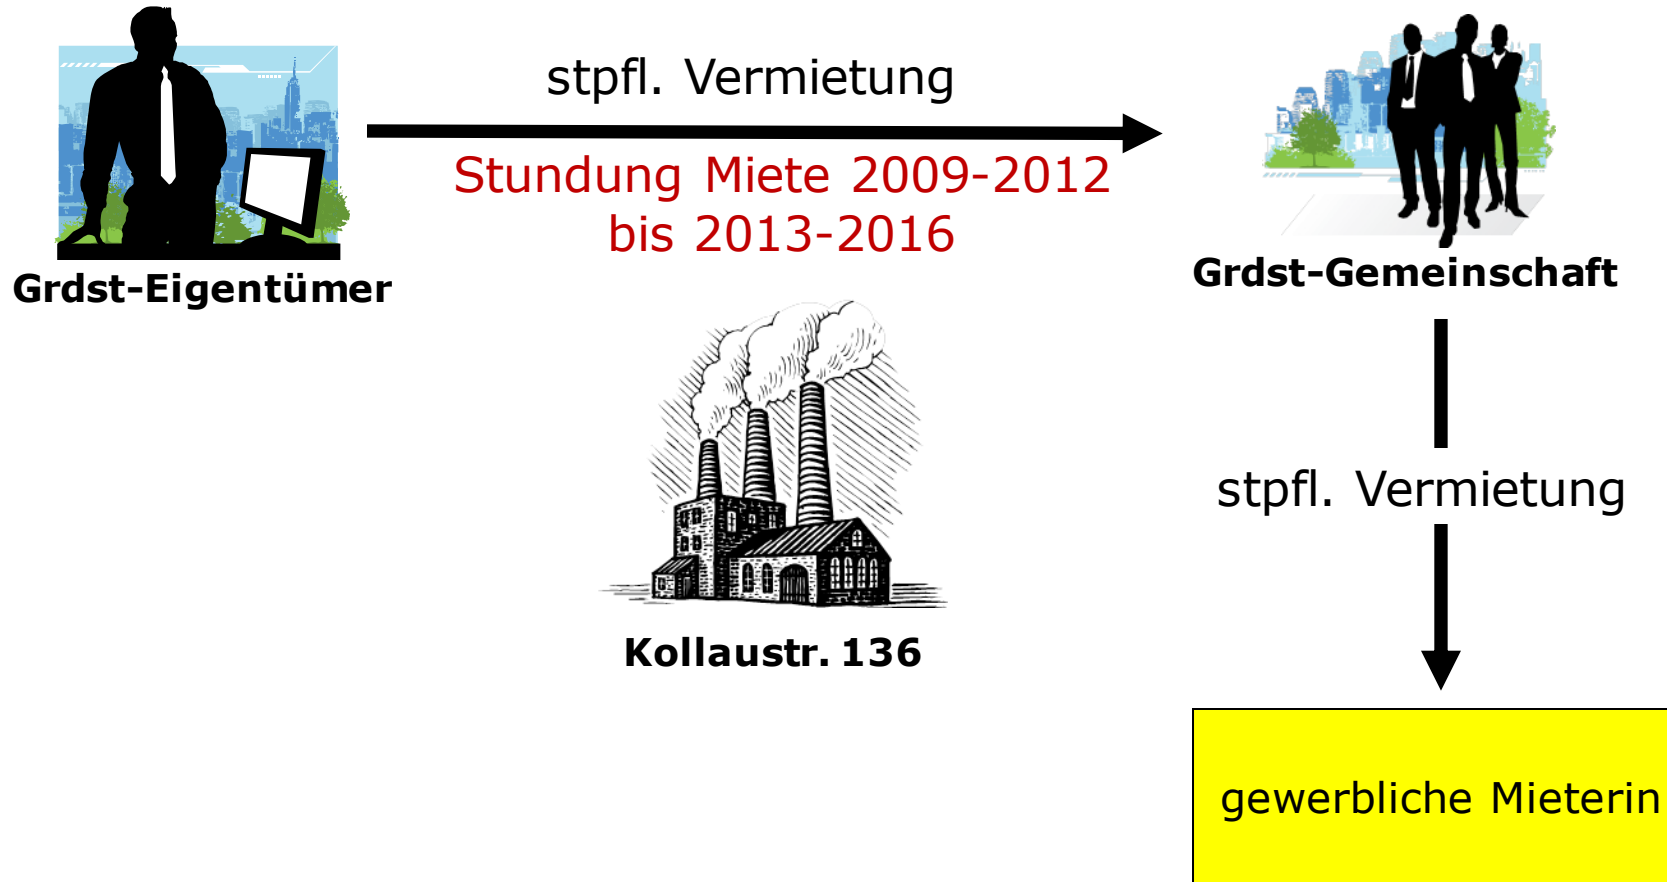 stpfl. Vermietung
Stundung Miete 2009-2012
bis 2013-2016
Grdst-Eigentümer
Grdst-Gemeinschaft
Kollaustr. 136
stpfl. Vermietung
gewerbliche Mieterin